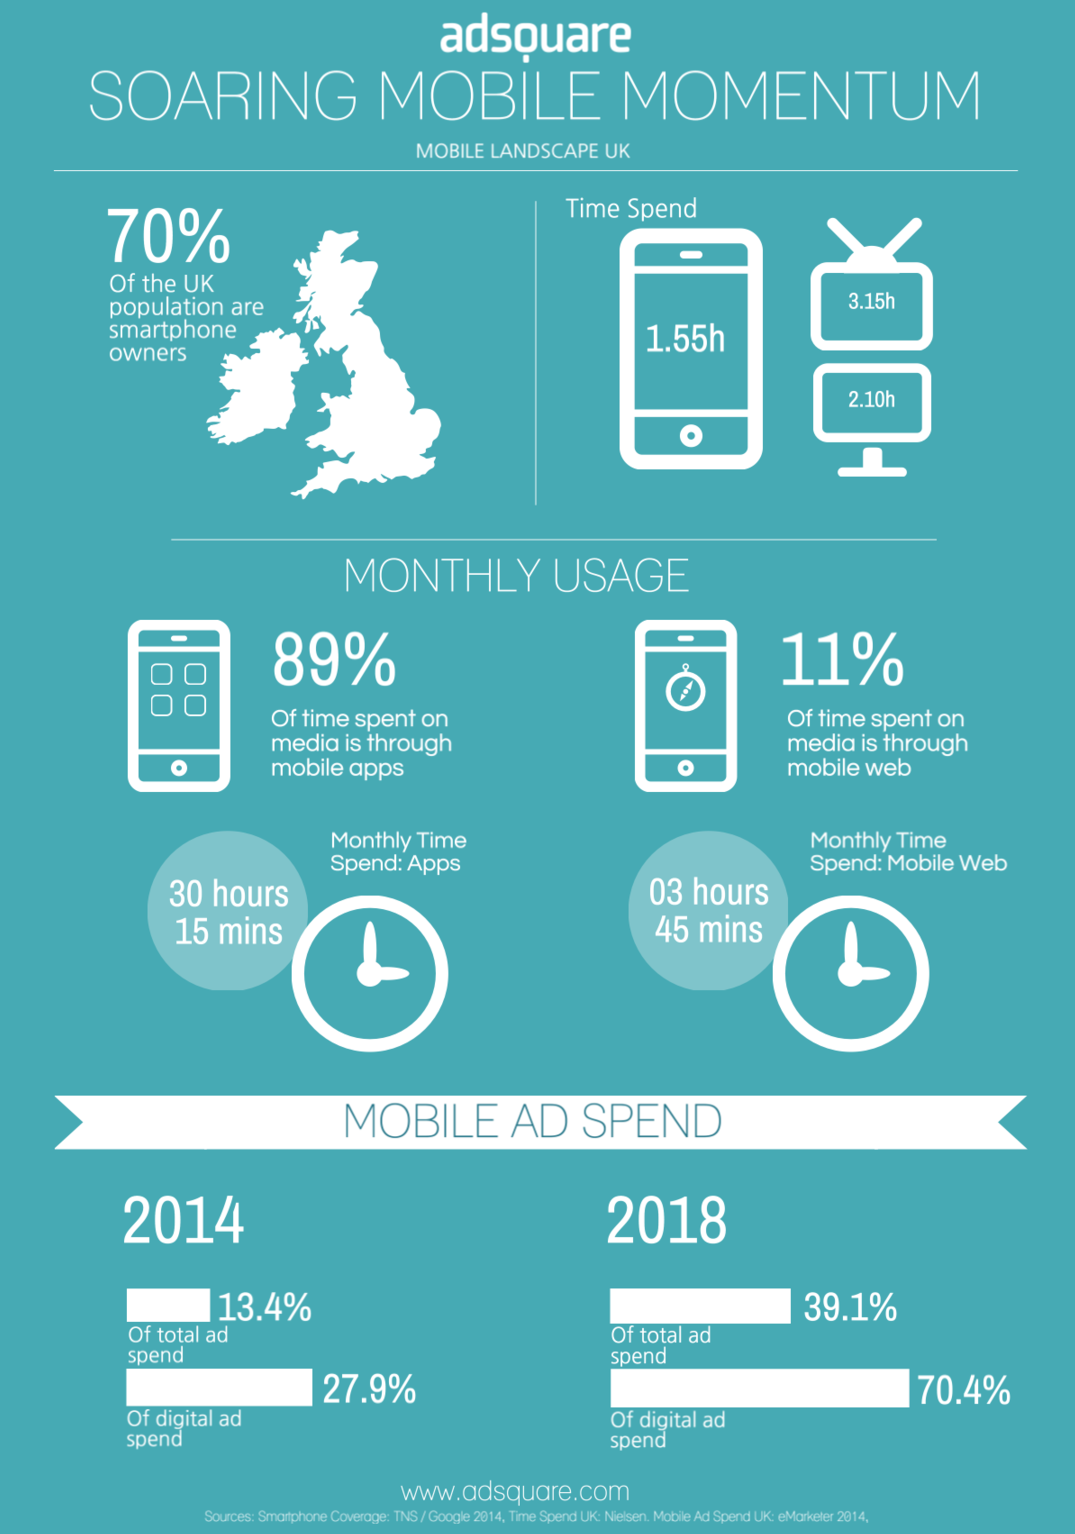 adsquare
SOARING MOBILE MOMENTUM
MOBILE LANDSCAPE UK
70%
Of the UK
population are
smartphone
owners
Time Spend
1.55h
3.15h
2.10h
MONTHLY USAGE
89%
Of time spent on
media is through
mobile apps
11%
Of time spent on
media is through
mobile web
Monthly Time
Spend: Apps
30 hours
15 mins
Monthly Time
Spend: Mobile Web
03 hours
45 mins
MOBILE AD SPEND
2014
13.4%
Of total ad
spend
27.9%
Of digital ad
spend
2018
39.1%
Of total ad
spend
70.4%
Of digital ad
spend
www.adsquare.com
Sources: Smartphone Coverage: TNS / Google 2014, Time Spend UK: Nielsen. Mobile Ad Spend UK: eMarketer 2014,